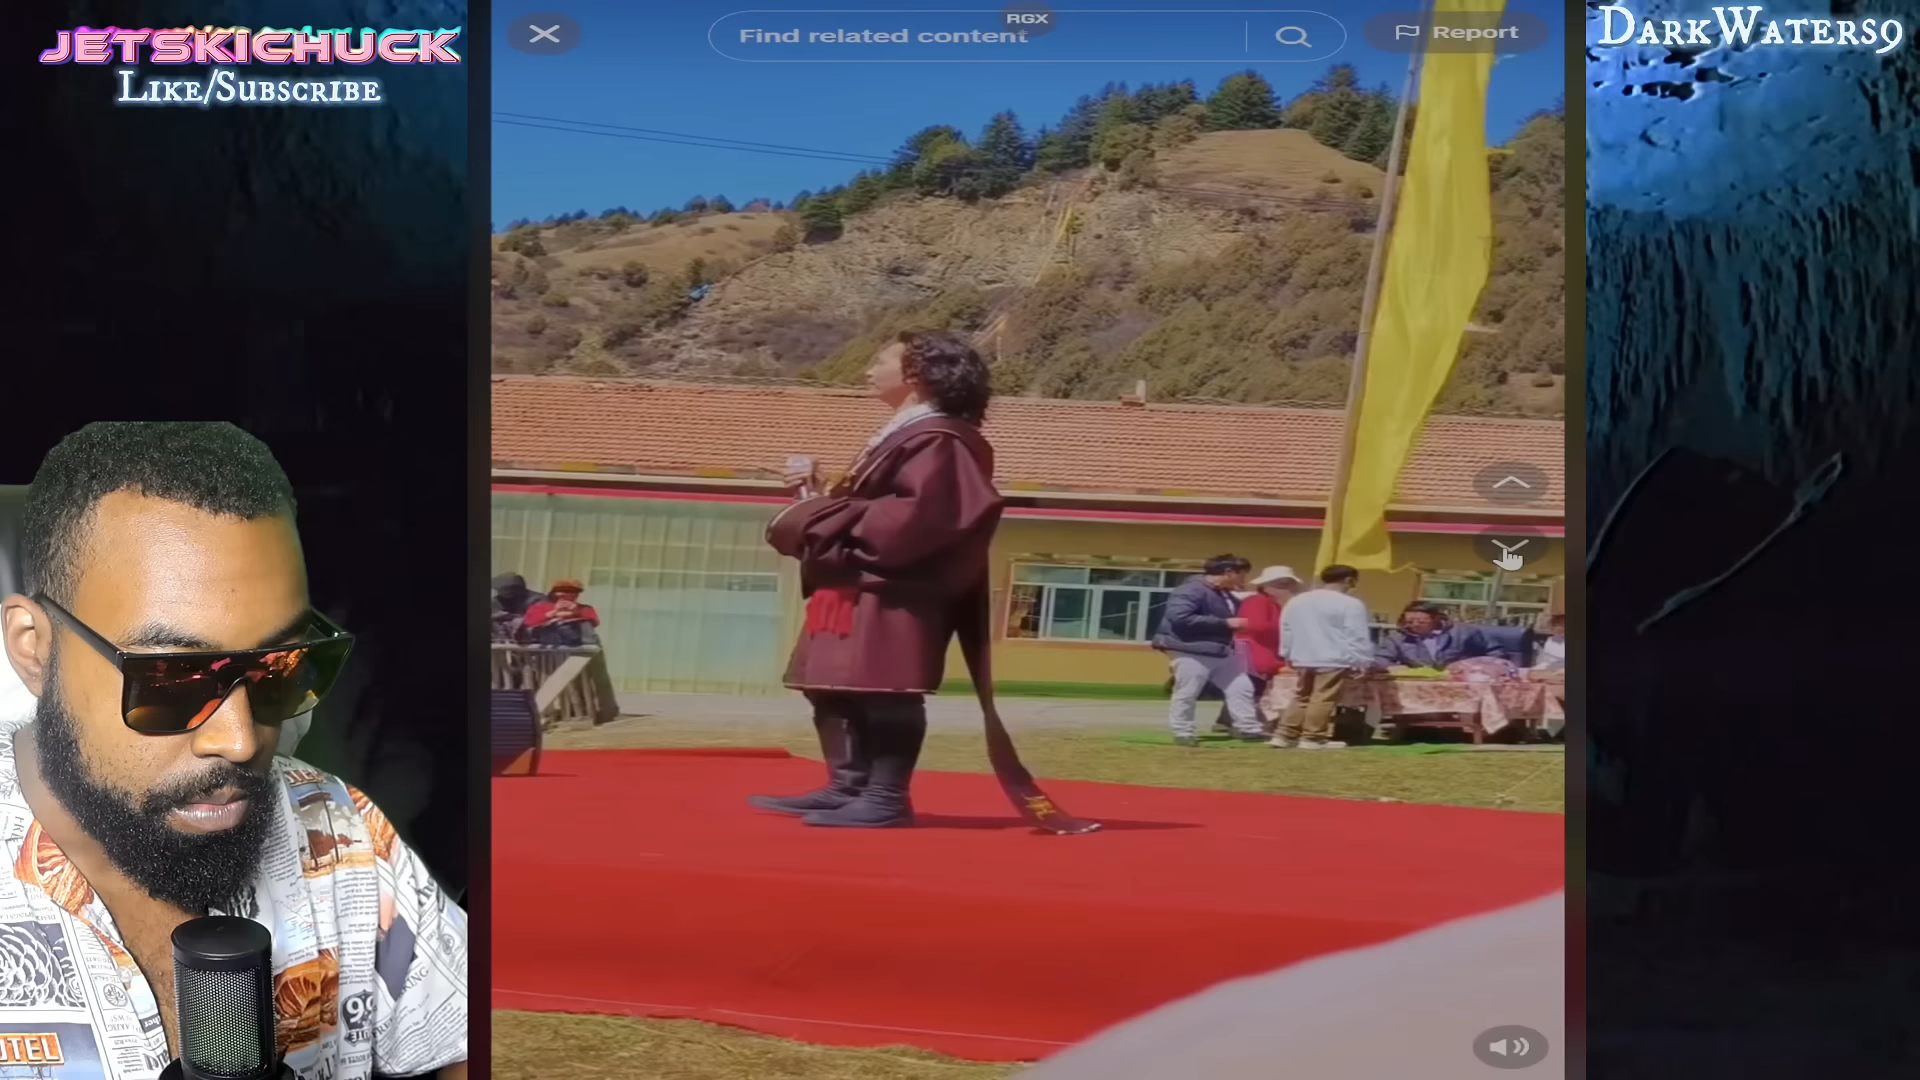 JETSKICHUCK
LIKE/SUBSCRIBE
RGX
Find related content
Report
DARKWATERS9